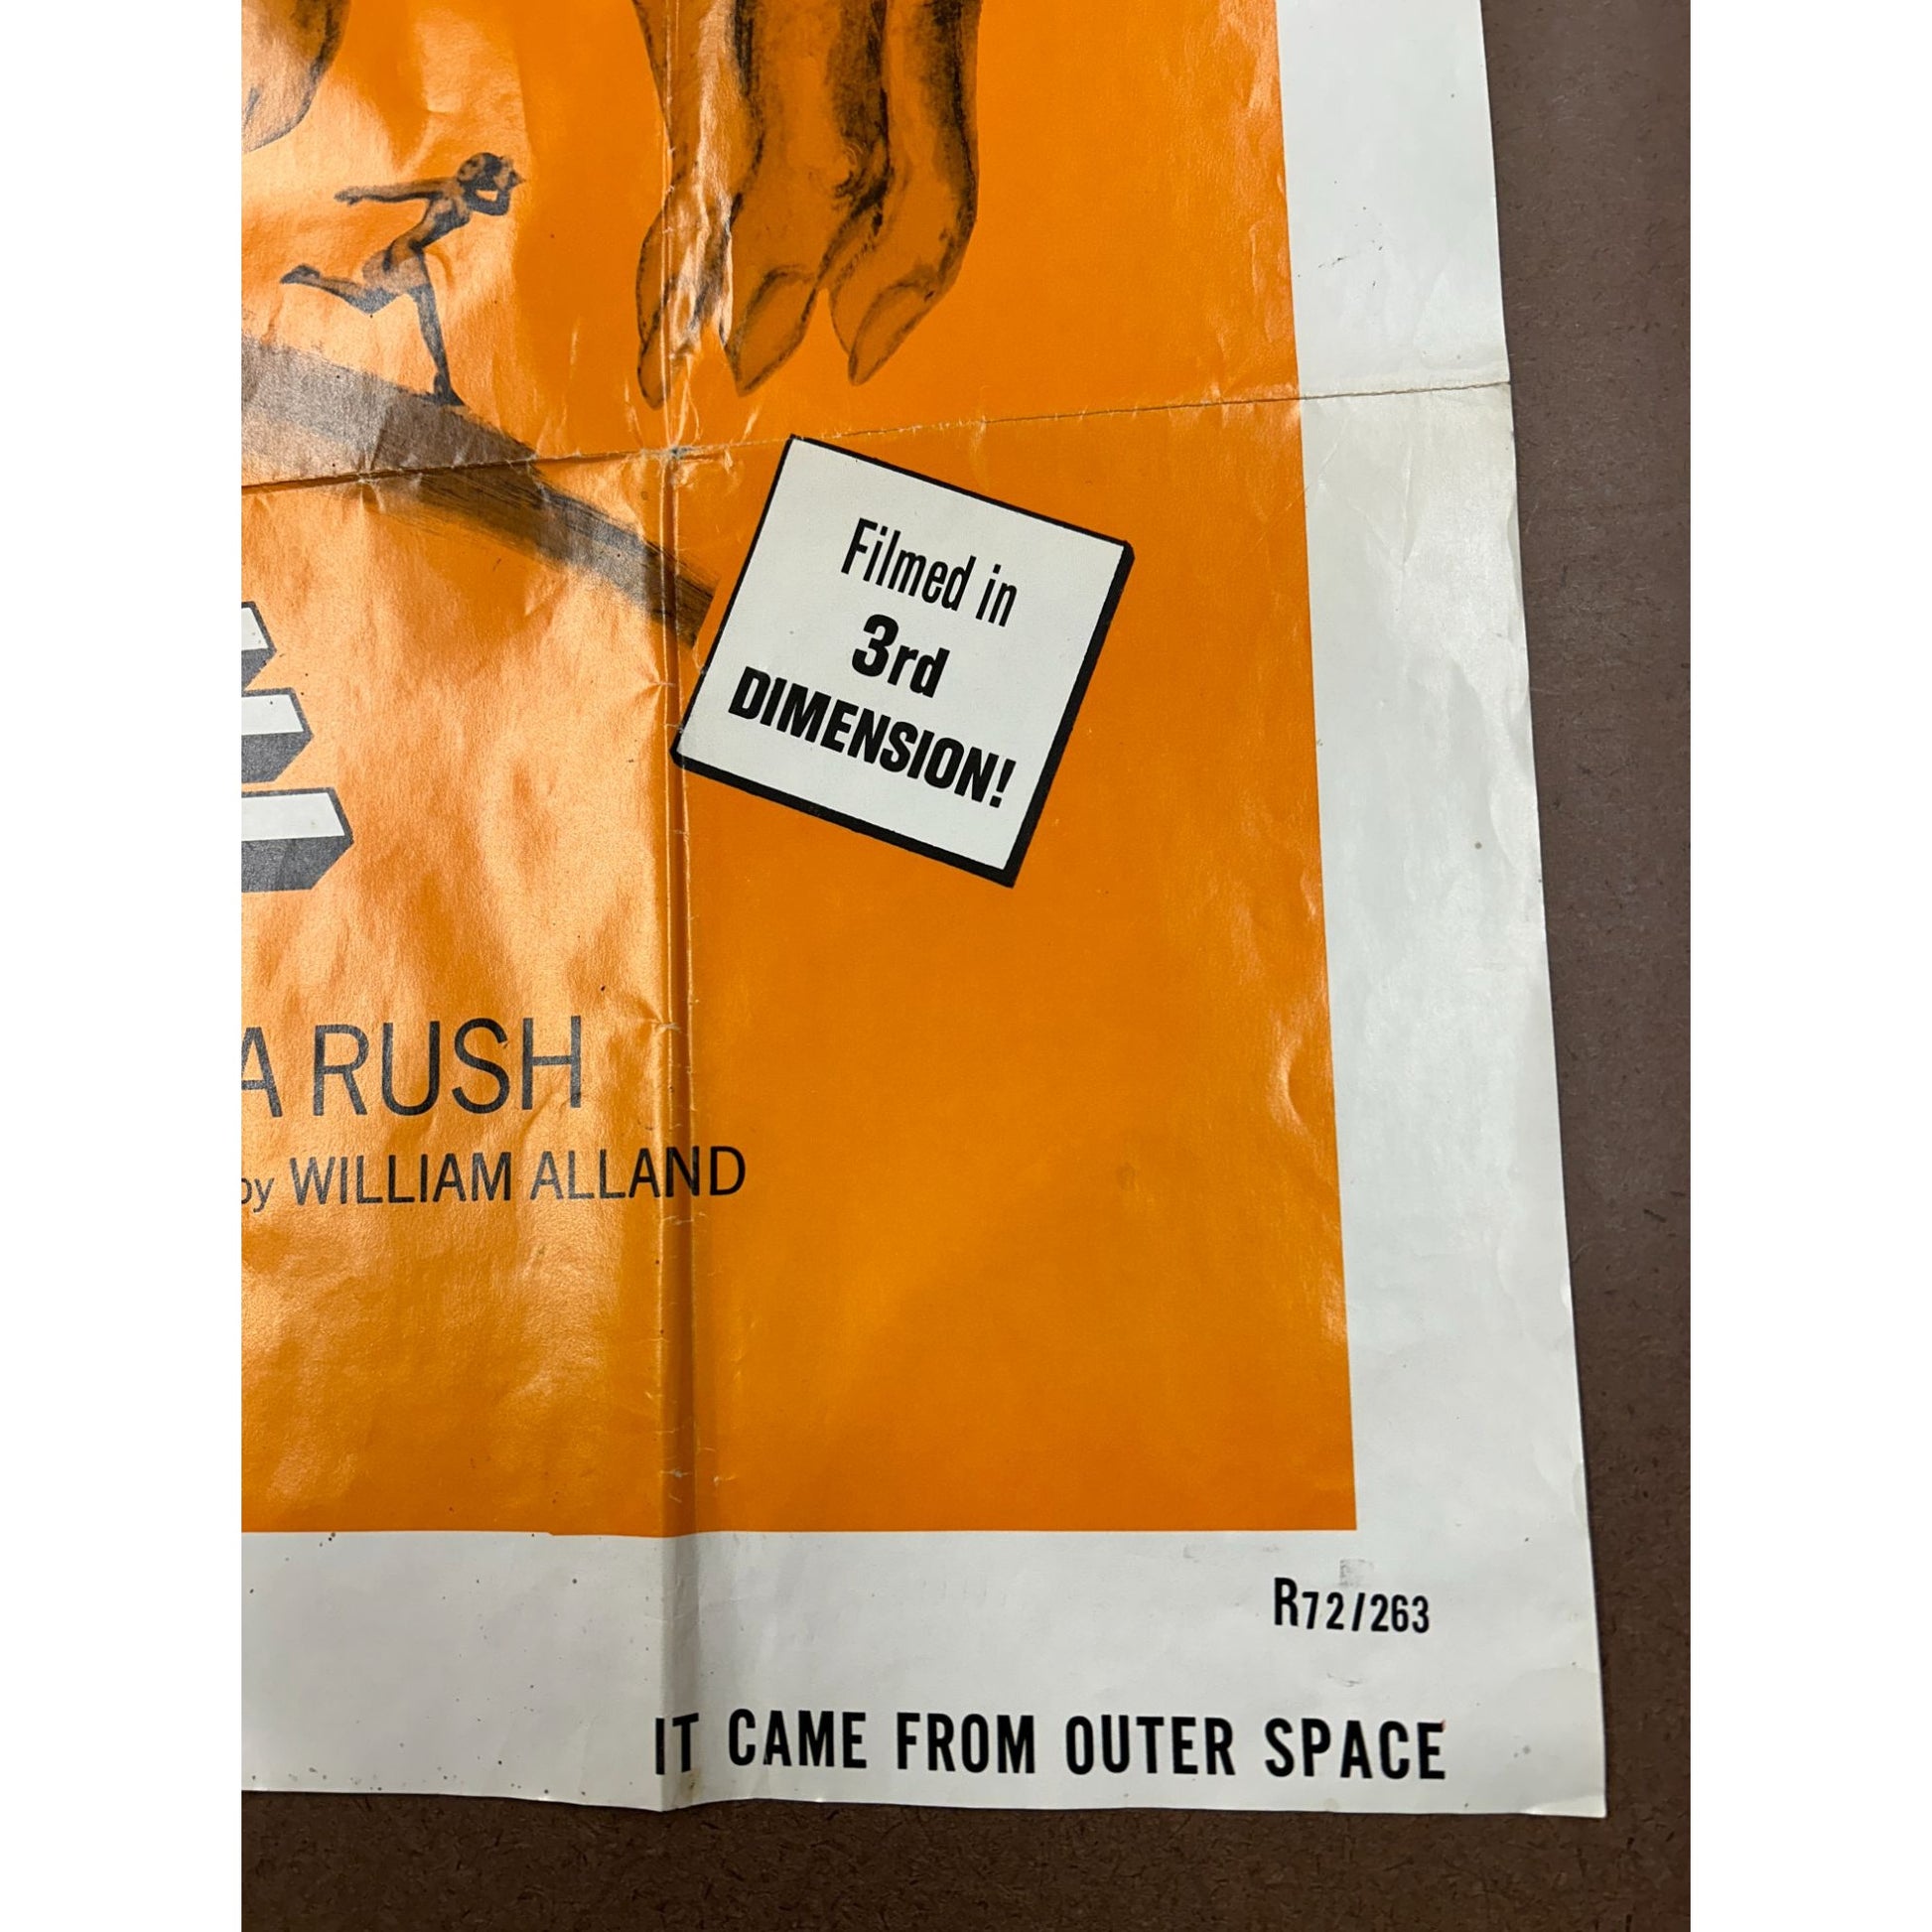 Filmed in
3rd
DIMENSION!
A RUSH
by WILLIAM ALLAND
R72/263
IT CAME FROM OUTER SPACE